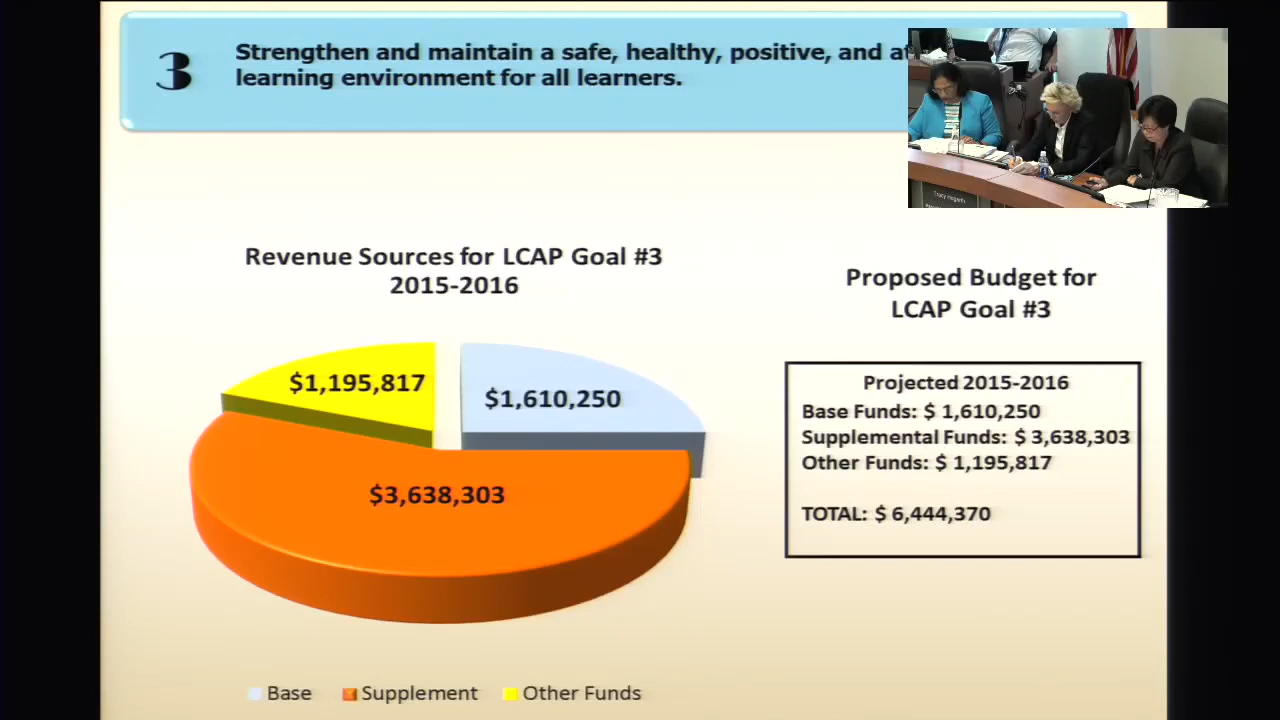 3
Strengthen and maintain a safe, healthy, positive, and
learning environment for all learners.
Revenue Sources for LCAP Goal #3
2015-2016
$1,195,817
$1,610,250
$3,638,303
Base
Supplement
Other Funds
Proposed Budget for
LCAP Goal #3
Projected 2015-2016
Base Funds: $ 1,610,250
Supplemental Funds: $ 3,638,303
Other Funds: $ 1,195,817
TOTAL: $ 6,444,370
Tracy Hogarth